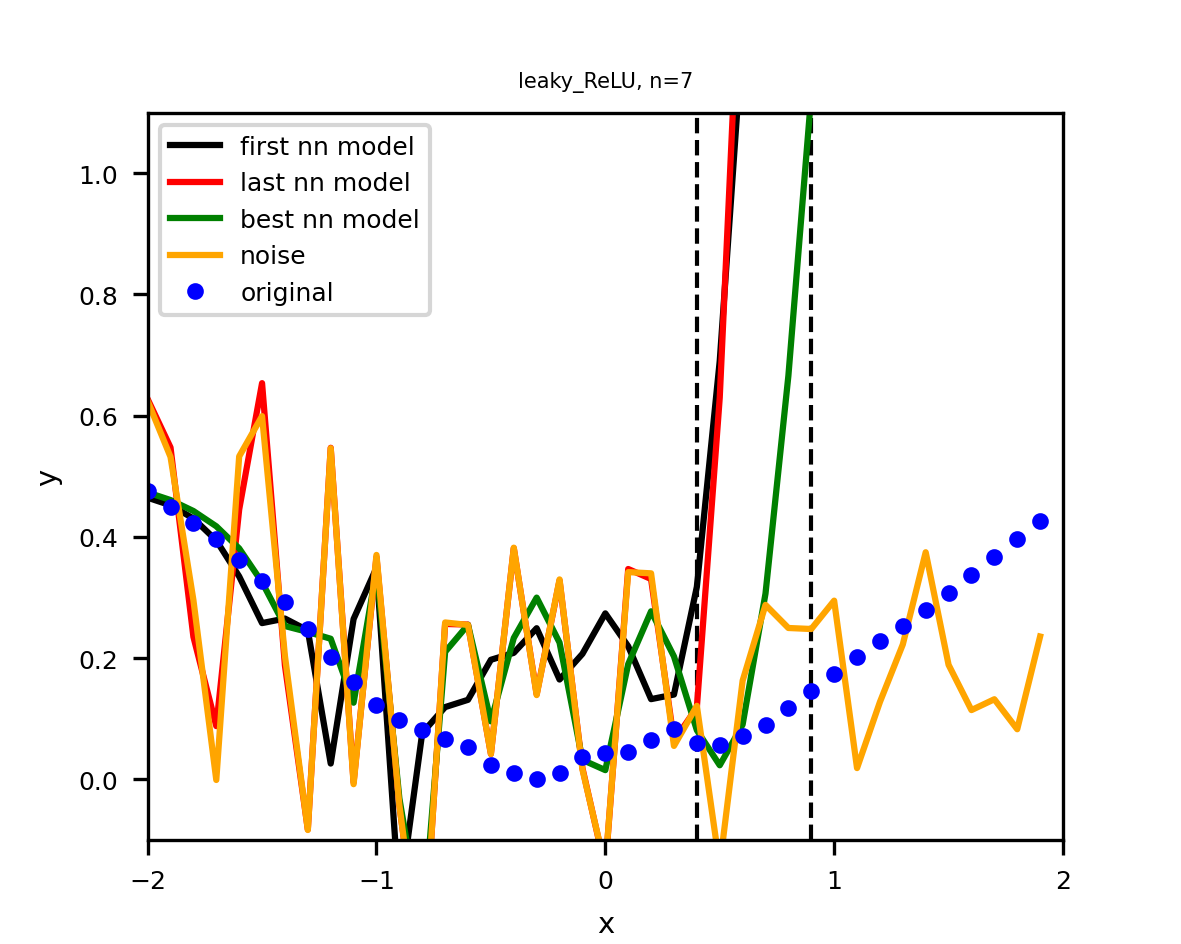 leaky_ReLU, n=7
first nn model
last nn model
best nn model
noise
original
1.0
0.8
0.6
0.4
0.2
0.0
y
−2
−1
0
1
2
x